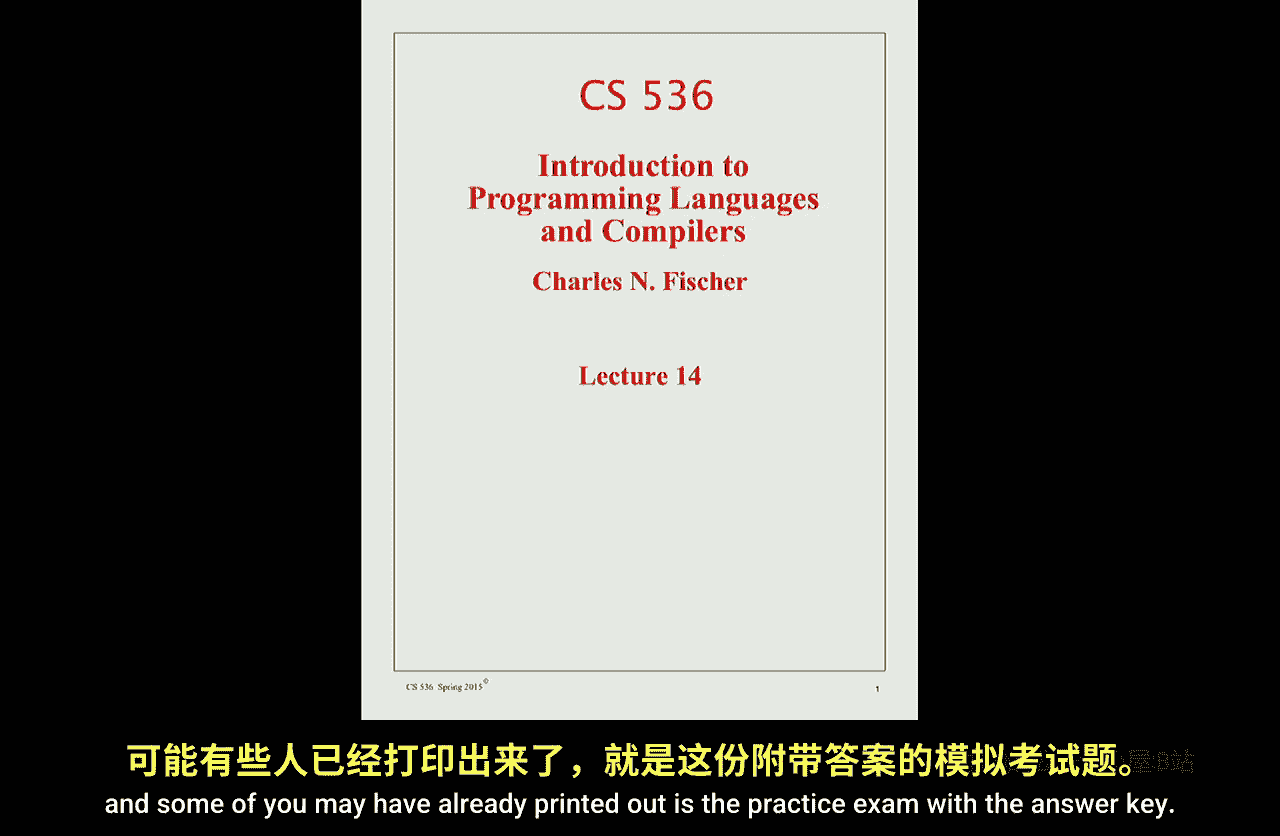 CS 536
Introduction to
Programming Languages
and Compilers
Charles N. Fischer
Lecture 14
CS 536 Spring 2015©
1
可能有些人已经打印出来了，就是这份附带答案的模拟考试题。
and some of you may have already printed out is the practice exam with the answer key.